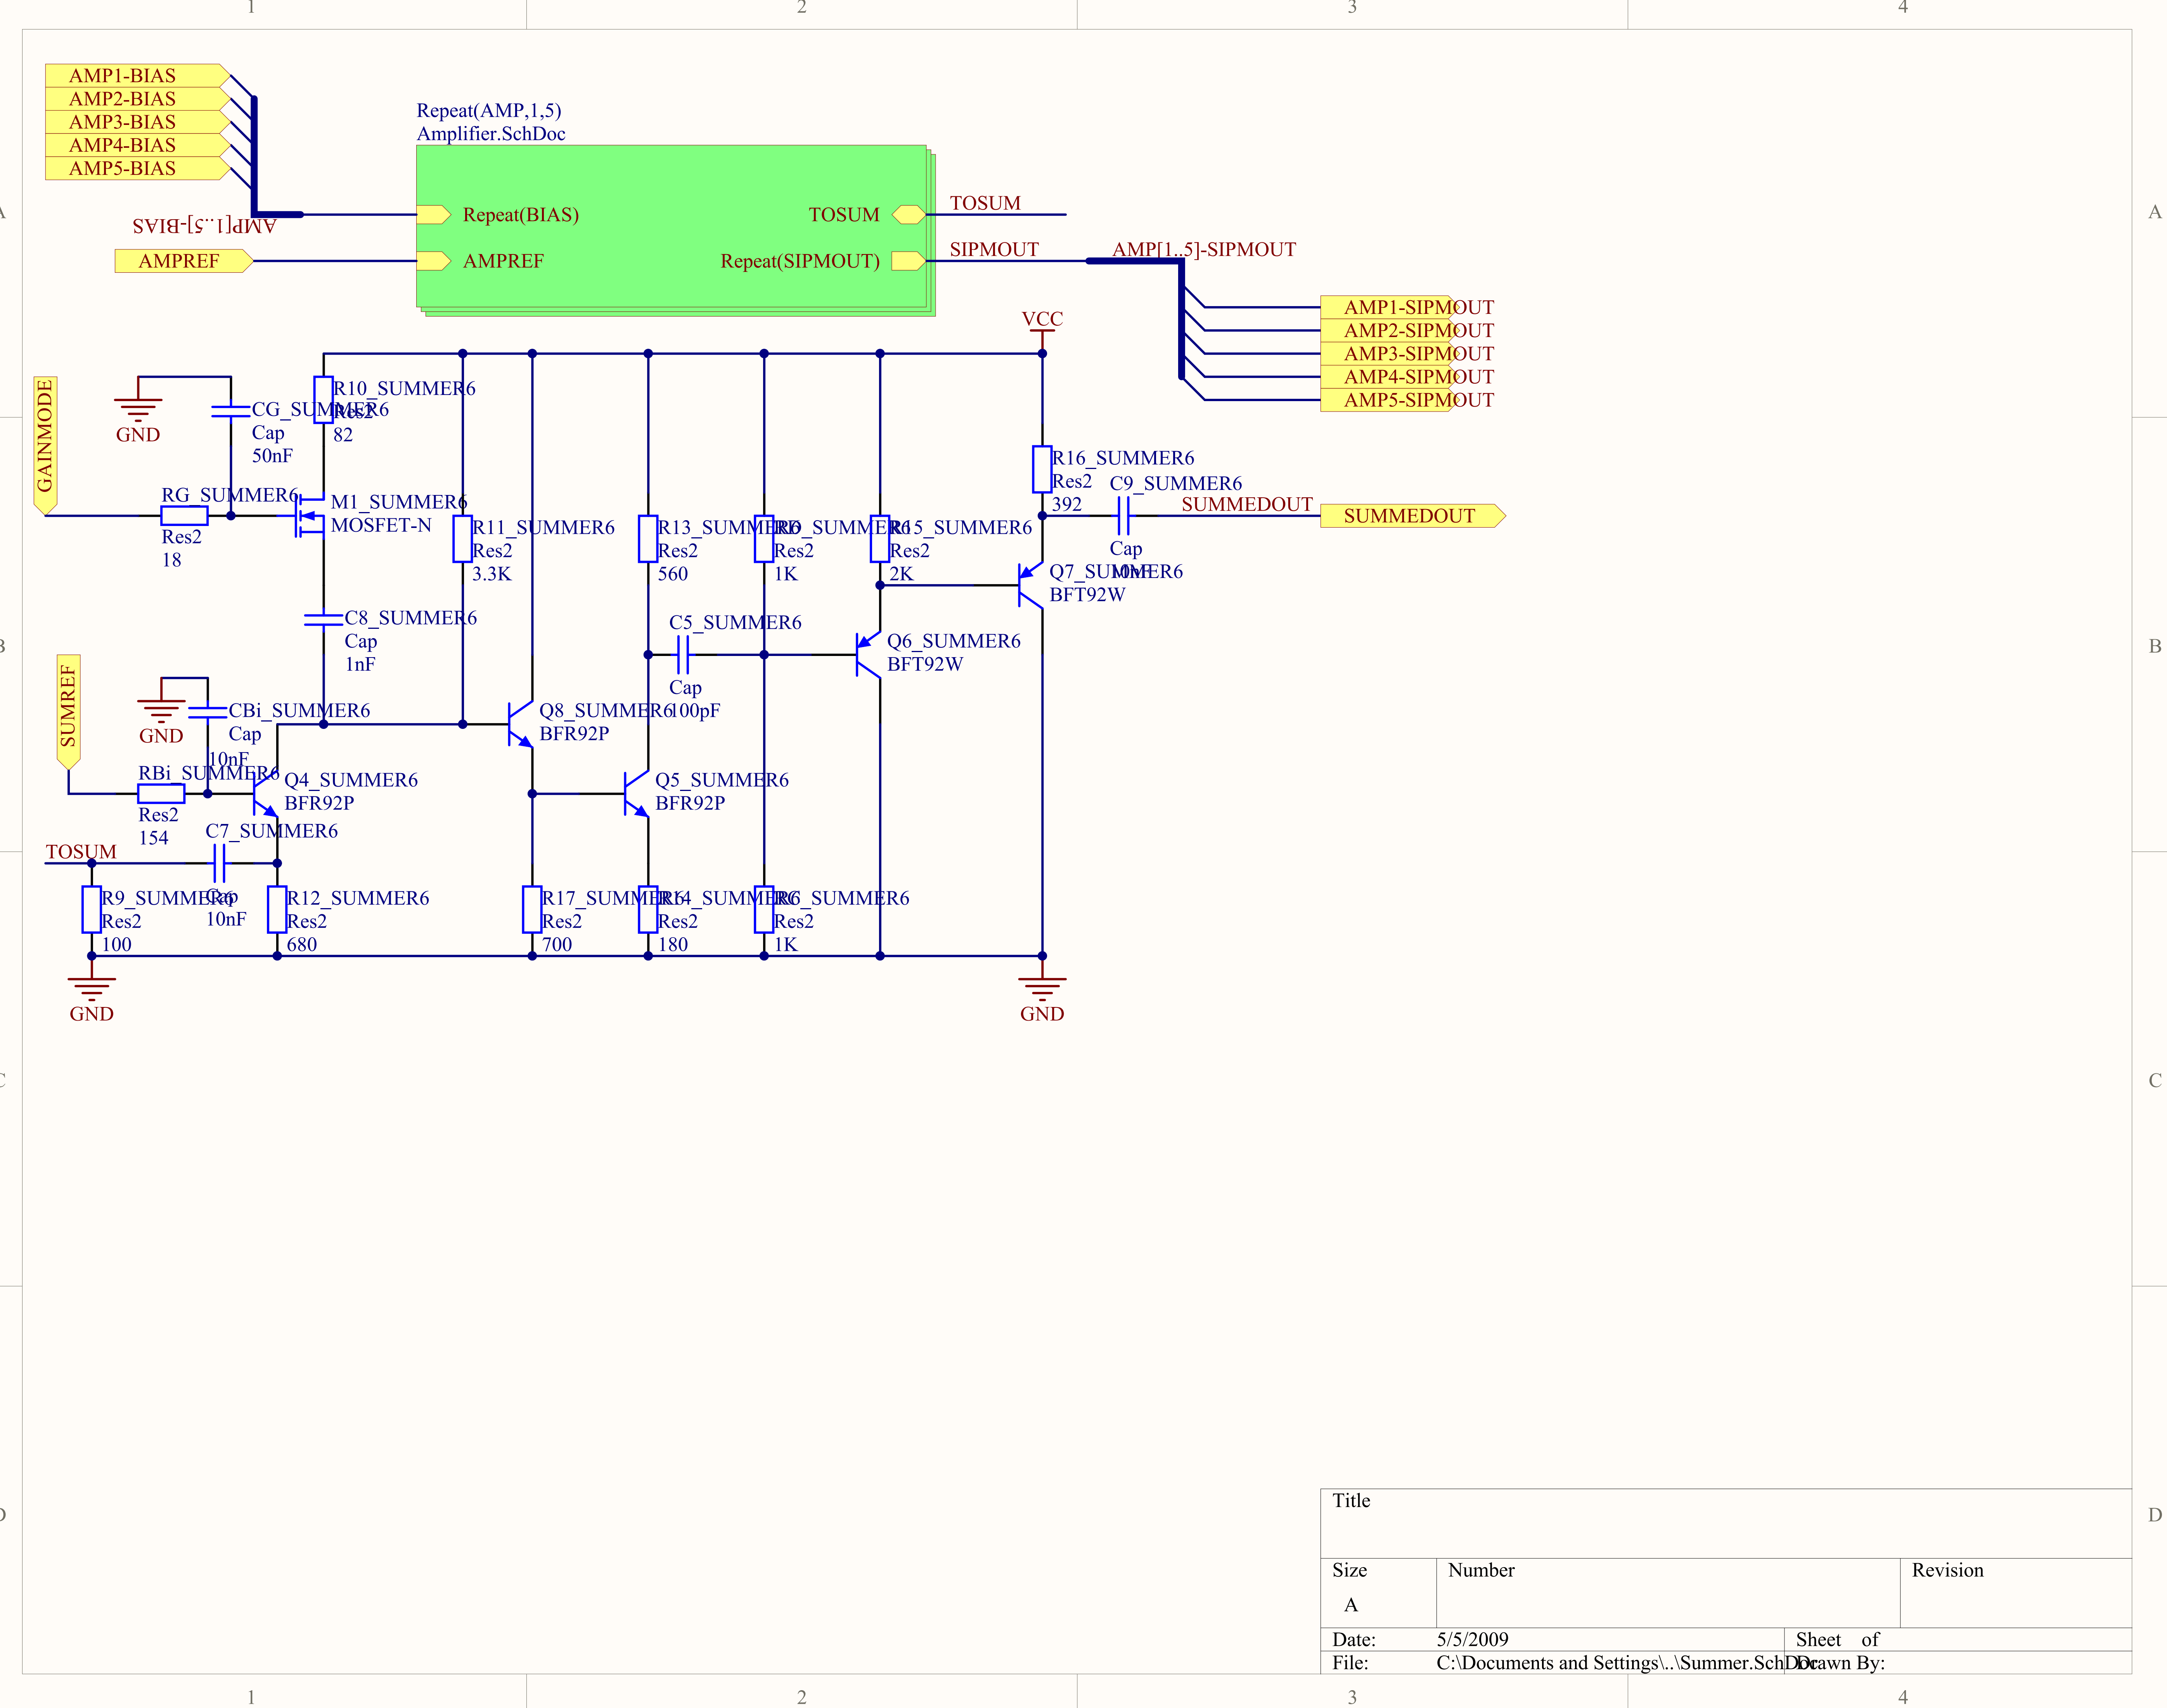 1 2 3 4
AMP1-BIAS
AMP2-BIAS
AMP3-BIAS
AMP4-BIAS
AMP5-BIAS
AMP[1..5]-BIAS
AMPREF
Repeat(AMP,1,5)
Amplifier.SchDoc
Repeat(BIAS)
AMPREF
TOSUM
Repeat(SIPMOUT)
TOSUM
SIPMOUT
AMP[1..5]-SIPMOUT
AMP1-SIPMOUT
AMP2-SIPMOUT
AMP3-SIPMOUT
AMP4-SIPMOUT
AMP5-SIPMOUT
A
A
VCC
GAINMODE
GND
CG_SUMMER6
Cap
50nF
R10_SUMMER6
Res2
82
RG_SUMMER6
Res2
18
M1_SUMMER6
MOSFET-N
R11_SUMMER6
Res2
3.3K
R13_SUMMER6
Res2
560
_SUMMER6
Res2
1K
R15_SUMMER6
Res2
2K
R16_SUMMER6
Res2
392
C9_SUMMER6
Cap
10nF
SUMMEDOUT
SUMMEDOUT
Q7_SUMMER6
BFT92W
C8_SUMMER6
Cap
1nF
C5_SUMMER6
Cap
100pF
Q6_SUMMER6
BFT92W
B
B
SUMREF
GND
CBi_SUMMER6
Cap
10nF
RBi_SUMMER6
Res2
154
Q4_SUMMER6
BFR92P
Q8_SUMMER6
BFR92P
Q5_SUMMER6
BFR92P
C7_SUMMER6
Cap
10nF
TOSUM
R9_SUMMER6
Res2
100
R12_SUMMER6
Res2
680
R17_SUMMER6
Res2
700
R14_SUMMER6
Res2
180
_SUMMER6
Res2
1K
GND
GND
C
C
D
D
Title
Size
A
Number
Revision
Date:
5/5/2009
Sheet of
File:
C:\Documents and Settings\..\Summer.SchDoc
Drawn By:
1 2 3 4